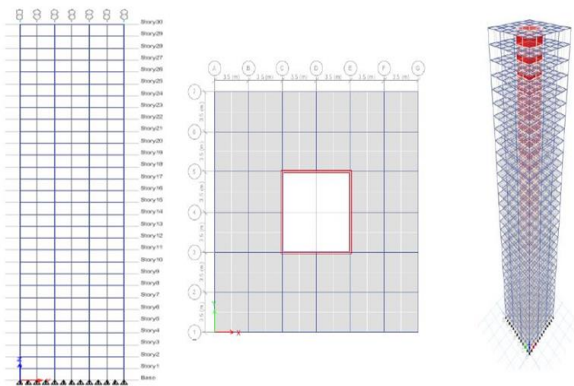 Story30
Story29
Story28
Story27
Story26
Story25
Story24
Story23
Story22
Story21
Story20
Story19
Story18
Story17
Story16
Story15
Story14
Story13
Story12
Story11
Story10
Story9
Story8
Story7
Story6
Story5
Story4
Story3
Story2
Story1
Base
Z
A B C D E F G
3.5 (m) 3.5 (m) 3.5 (m) 3.5 (m) 3.5 (m) 3.5 (m)
7
6
5
4
3
2
1
3.5 (m) 3.5 (m) 3.5 (m) 3.5 (m) 3.5 (m) 3.5 (m)
Y
X